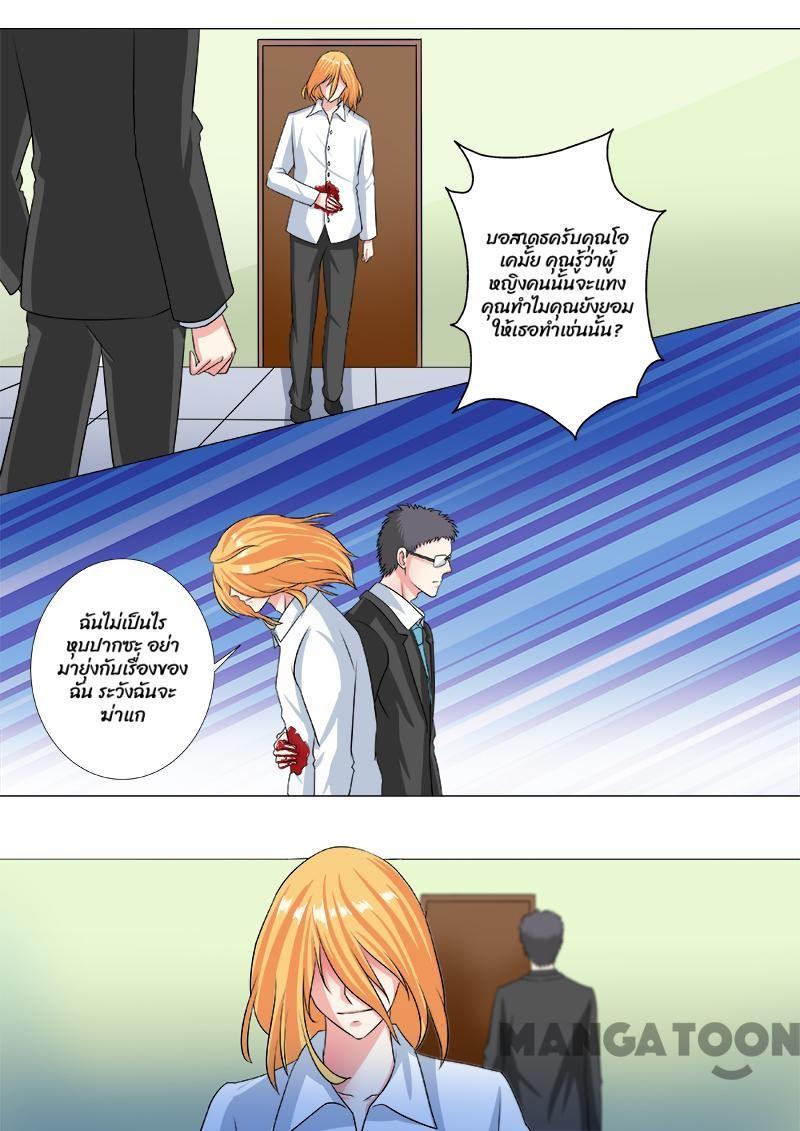 บอสเดธครับคุณโอ
เคมั้ย คุณรู้ว่าผู้
หญิงคนนั้นจะแทง
คุณทำไมคุณยังยอม
ให้เธอทำเช่นนั้น?
ฉันไม่เป็นไร
หุบปากซะ อย่า
มายุ่งกับเรื่องของ
ฉัน ระวังฉันจะ
ฆ่าแก
MANGATOON